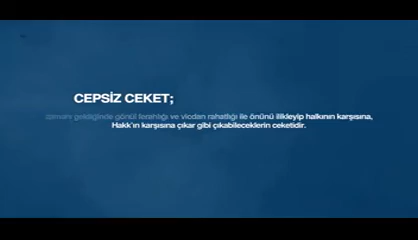 CEPSİZ CEKET;
zamanı geldiğinde gönül ferahlığı ve vicdan rahatlığı ile önünü ilikleyip halkının karşısına,
Hakk'ın karşısına çıkar gibi çıkabileceklerin ceketidir.